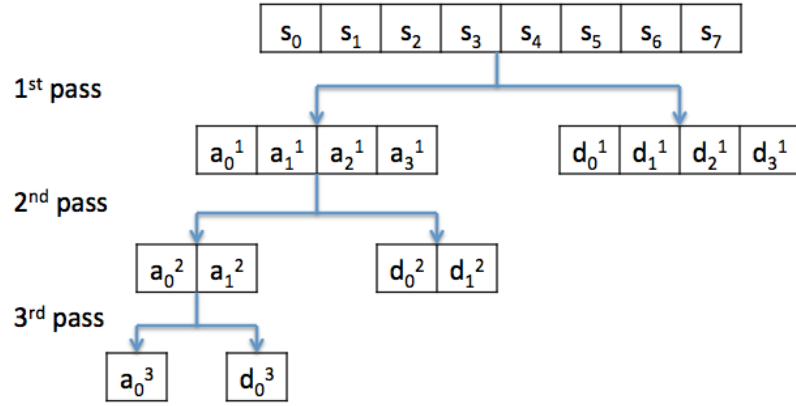 s₀ s₁ s₂ s₃ s₄ s₅ s₆ s₇
1ˢᵗ pass
a₀¹ a₁¹ a₂¹ a₃¹ d₀¹ d₁¹ d₂¹ d₃¹
2ⁿᵈ pass
a₀² a₁² d₀² d₁²
3ʳᵈ pass
a₀³ d₀³